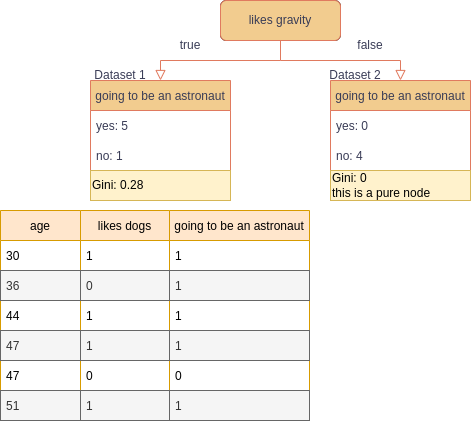 likes gravity
true
false
Dataset 1
Dataset 2
going to be an astronaut
going to be an astronaut
yes: 5
yes: 0
no: 1
no: 4
Gini: 0.28
Gini: 0
this is a pure node
age likes dogs going to be an astronaut
30 1 1
36 0 1
44 1 1
47 1 1
47 0 0
51 1 1